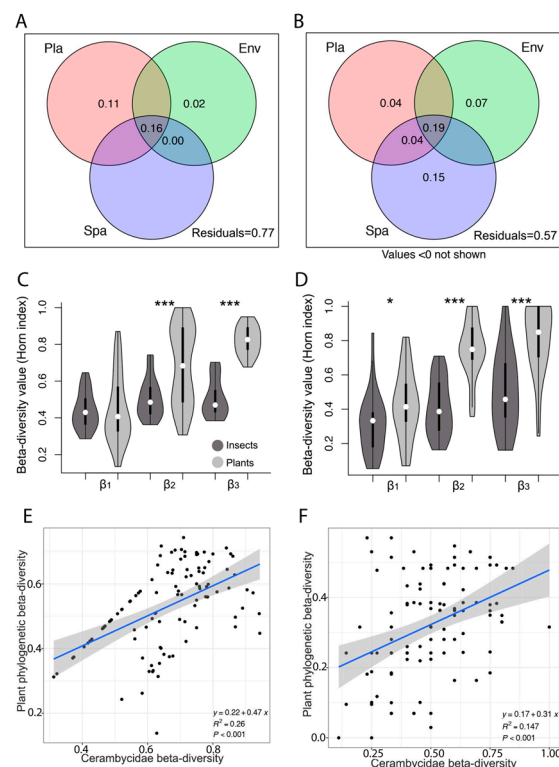 A
Pla
Env
0.11
0.02
0.16
0.00
Spa
Residuals=0.77
B
Pla
Env
0.04
0.07
0.19
0.04
0.15
Spa
Residuals=0.57
Values <0 not shown
C
Beta-diversity value (Horn index)
1.0
0.8
0.6
0.4
0.2
***
***
Insects
Plants
β1
β2
β3
D
Beta-diversity value (Horn index)
1.0
0.8
0.6
0.4
0.2
*
***
***
β1
β2
β3
E
Plant phylogenetic beta-diversity
0.6
0.4
0.2
y = 0.22 + 0.47 x
R² = 0.26
P < 0.001
0.4
0.6
0.8
Cerambycidae beta-diversity
F
Plant phylogenetic beta-diversity
0.6
0.4
0.2
0.0
y = 0.17 + 0.31 x
R² = 0.147
P < 0.001
0.25
0.50
0.75
1.00
Cerambycidae beta-diversity